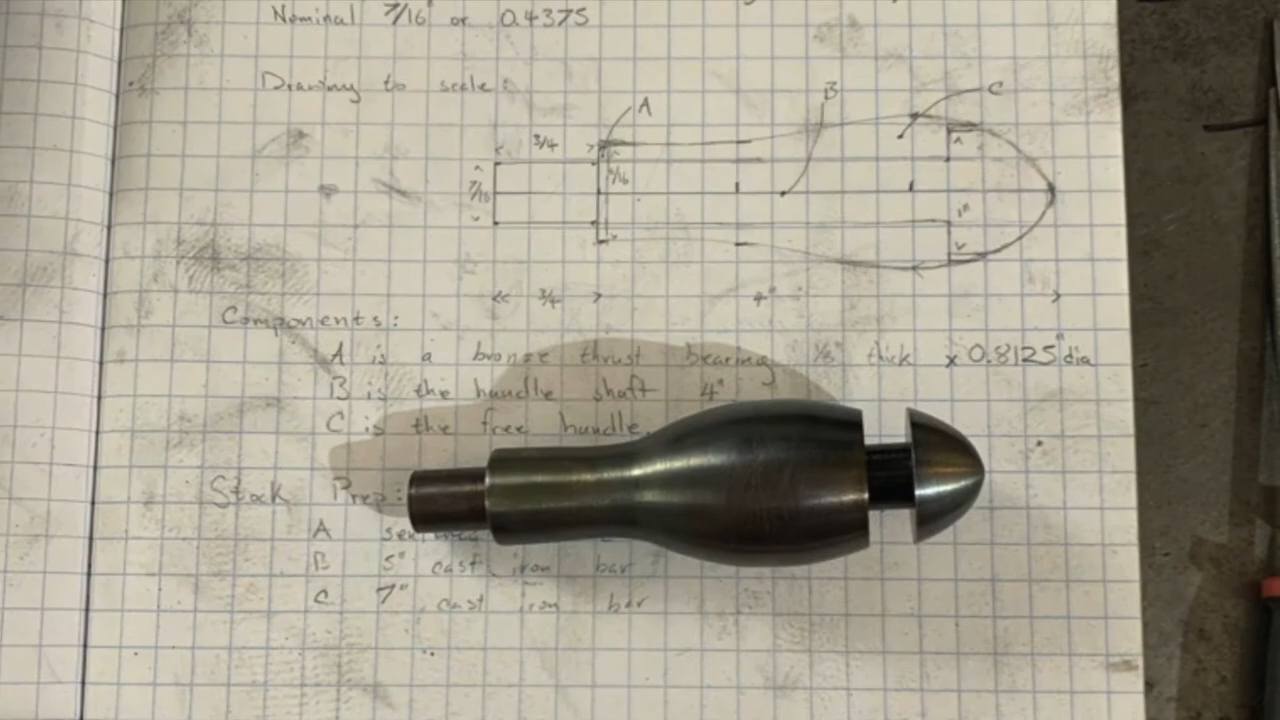 Nominal 7/16" or 0.4375
Drawing to scale:
A
B
C
3/4
7/16
1"
3/4
4"
Components:
A is a bronze thrust bearing 1/8" thick x 0.8125" dia
B is the handle shaft 4"
C is the free handle.
Stock Prep:
A
B 5" cast iron bar
C 7" cast iron bar